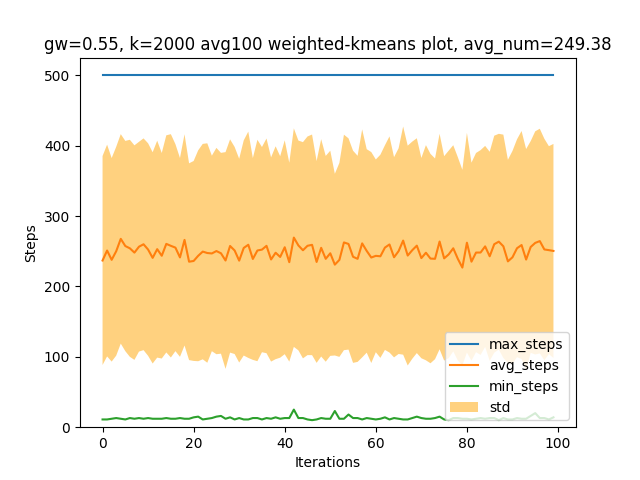 gw=0.55, k=2000 avg100 weighted-kmeans plot, avg_num=249.38
500
400
300
200
100
0
Steps
0 20 40 60 80 100
Iterations
max_steps
avg_steps
min_steps
std